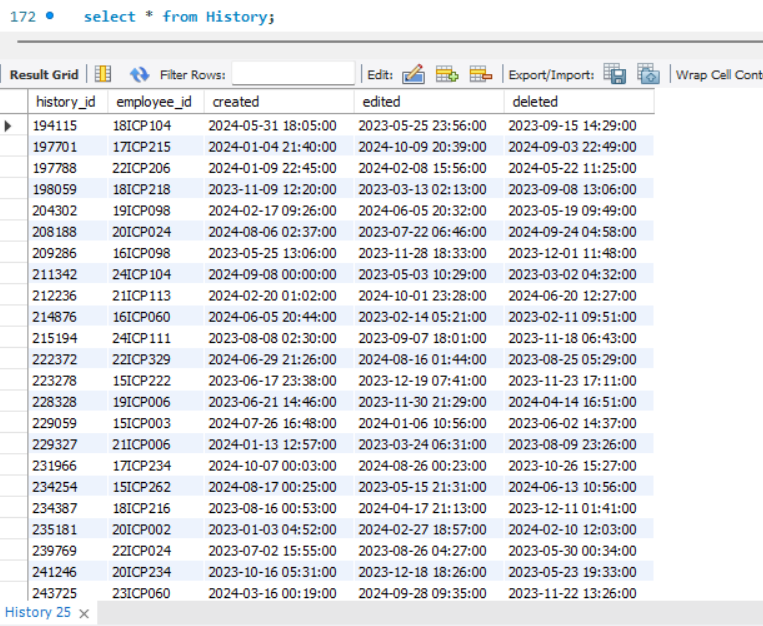 172 select * from History;
Result Grid Filter Rows: Edit: Export/Import: Wrap Cell Cont
history_id employee_id created edited deleted
194115 18ICP104 2024-05-31 18:05:00 2023-05-25 23:56:00 2023-09-15 14:29:00
197701 17ICP215 2024-01-04 21:40:00 2024-10-09 20:39:00 2024-09-03 22:49:00
197788 22ICP206 2024-01-09 22:45:00 2024-02-08 15:56:00 2024-05-22 11:25:00
198059 18ICP218 2023-11-09 12:20:00 2023-03-13 02:13:00 2023-09-08 13:06:00
204302 19ICP098 2024-02-17 09:26:00 2024-06-05 20:32:00 2023-05-19 09:49:00
208188 20ICP024 2024-08-06 02:37:00 2023-07-22 06:46:00 2024-09-24 04:58:00
209286 16ICP098 2023-05-25 13:06:00 2023-11-28 18:33:00 2023-12-01 11:48:00
211342 24ICP104 2024-09-08 00:00:00 2023-05-03 10:29:00 2023-03-02 04:32:00
212236 21ICP113 2024-02-20 01:02:00 2024-10-01 23:28:00 2024-06-20 12:27:00
214876 16ICP060 2024-06-05 20:44:00 2023-02-14 05:21:00 2023-02-11 09:51:00
215194 24ICP111 2023-08-08 02:30:00 2023-09-07 18:01:00 2023-11-18 06:43:00
222372 22ICP329 2024-06-29 21:26:00 2024-08-16 01:44:00 2023-08-25 05:29:00
223278 15ICP222 2023-06-17 23:38:00 2023-12-19 07:41:00 2023-11-23 17:11:00
228328 19ICP006 2023-06-21 14:46:00 2023-11-30 21:29:00 2024-04-14 16:51:00
229059 15ICP003 2024-07-26 16:48:00 2024-01-06 10:56:00 2023-06-02 14:37:00
229327 21ICP006 2024-01-13 12:57:00 2023-03-24 06:31:00 2023-08-09 23:26:00
231966 17ICP234 2024-10-07 00:03:00 2024-08-26 00:23:00 2023-10-26 15:27:00
234254 15ICP262 2024-08-17 00:25:00 2023-05-15 21:31:00 2024-06-13 10:56:00
234387 18ICP216 2023-08-16 00:53:00 2024-04-17 21:13:00 2023-12-11 01:41:00
235181 20ICP002 2023-01-03 04:52:00 2024-02-27 18:57:00 2024-02-10 12:03:00
239769 22ICP024 2023-07-02 15:55:00 2023-08-26 04:27:00 2023-05-30 00:34:00
241246 20ICP234 2023-10-16 05:31:00 2023-12-18 18:26:00 2023-05-23 19:33:00
243725 23ICP060 2024-03-16 00:19:00 2024-09-28 09:35:00 2023-11-22 13:26:00
History 25